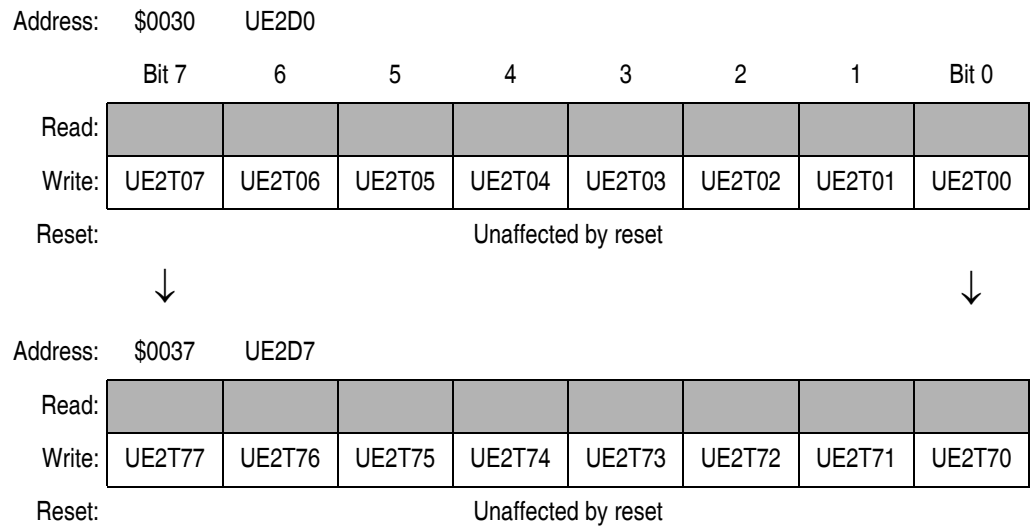 Address: $0030 UE2D0
Bit 7 6 5 4 3 2 1 Bit 0
Read:
Write: UE2T07 UE2T06 UE2T05 UE2T04 UE2T03 UE2T02 UE2T01 UE2T00
Reset: Unaffected by reset
↓ ↓
Address: $0037 UE2D7
Read:
Write: UE2T77 UE2T76 UE2T75 UE2T74 UE2T73 UE2T72 UE2T71 UE2T70
Reset: Unaffected by reset